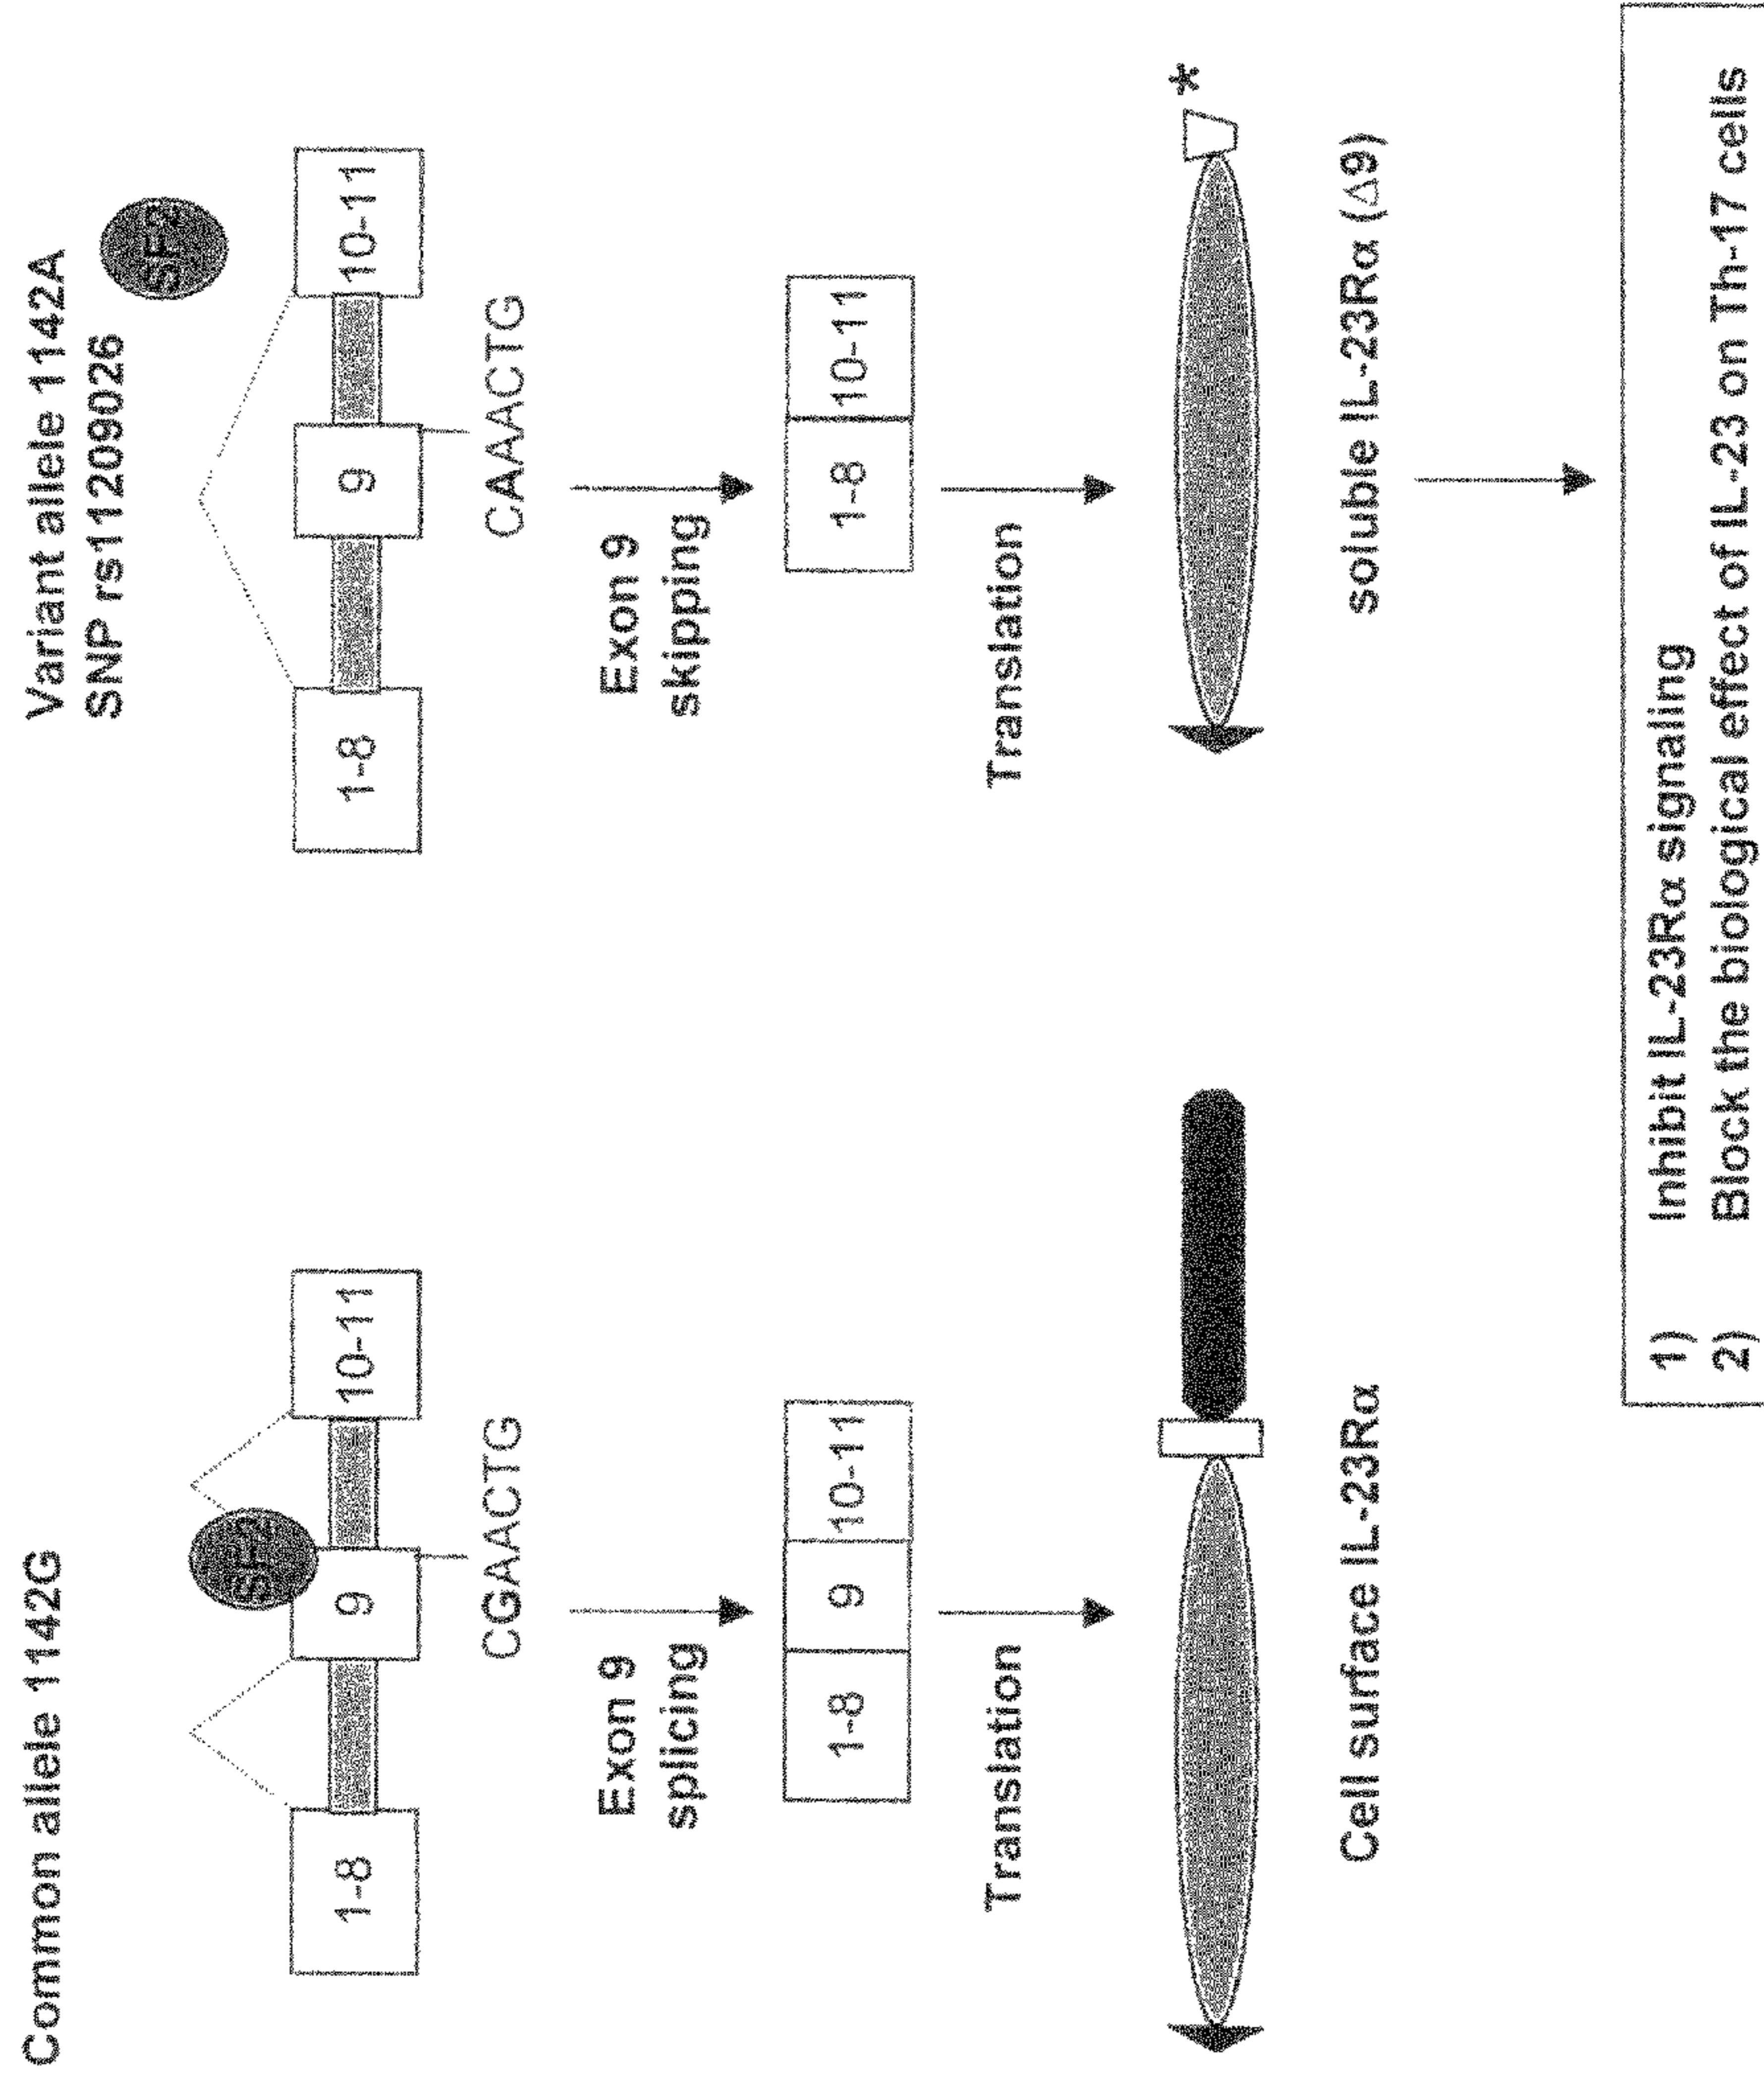 Common allele 1142G
SF2
1-8
9
10-11
CGAACTG
Exon 9
splicing
1-8
9
10-11
Translation
Cell surface IL-23Rα
Variant allele 1142A
SNP rs11209026
SF2
1-8
9
10-11
CAAACTG
Exon 9
skipping
1-8
10-11
Translation
*
soluble IL-23Rα (Δ9)
1) Inhibit IL-23Rα signaling
2) Block the biological effect of IL-23 on Th-17 cells